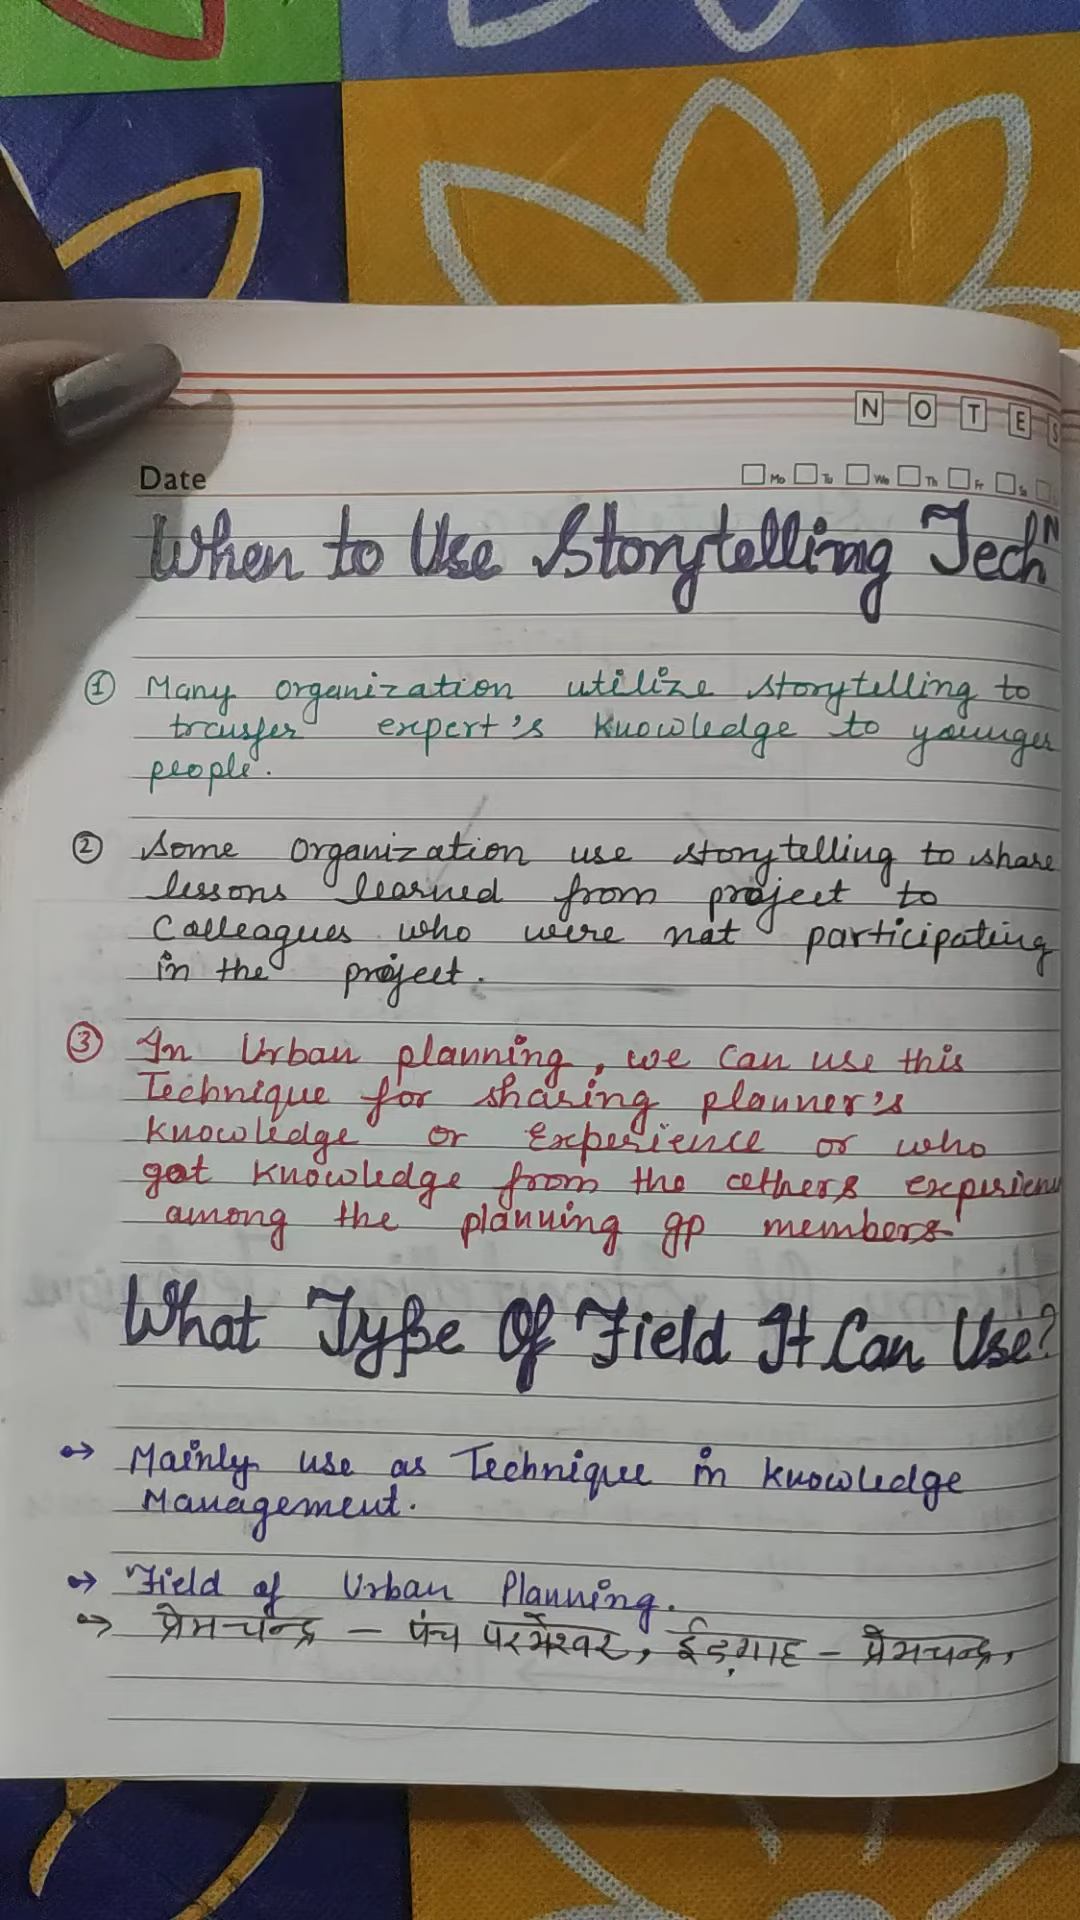 NOTES
Date Mo Tu We Th Fr Sa
When to Use Storytelling TechN
① Many organization utilize storytelling to
transfer expert's knowledge to younger
people.
② Some organization use storytelling to share
lessons learned from project to
Colleagues who were not participating
in the project.
③ In Urban planning, we can use this
Technique for sharing planner's
knowledge or Experience or who
got knowledge from the others experien
among the planning gp members
What Type Of Field It Can Use?
→ Mainly use as Technique in knowledge
Management.
→ Field of Urban Planning.
→ प्रेमचन्द्र – पंच परमेश्वर, ईदगाह – प्रेमचन्द्र,